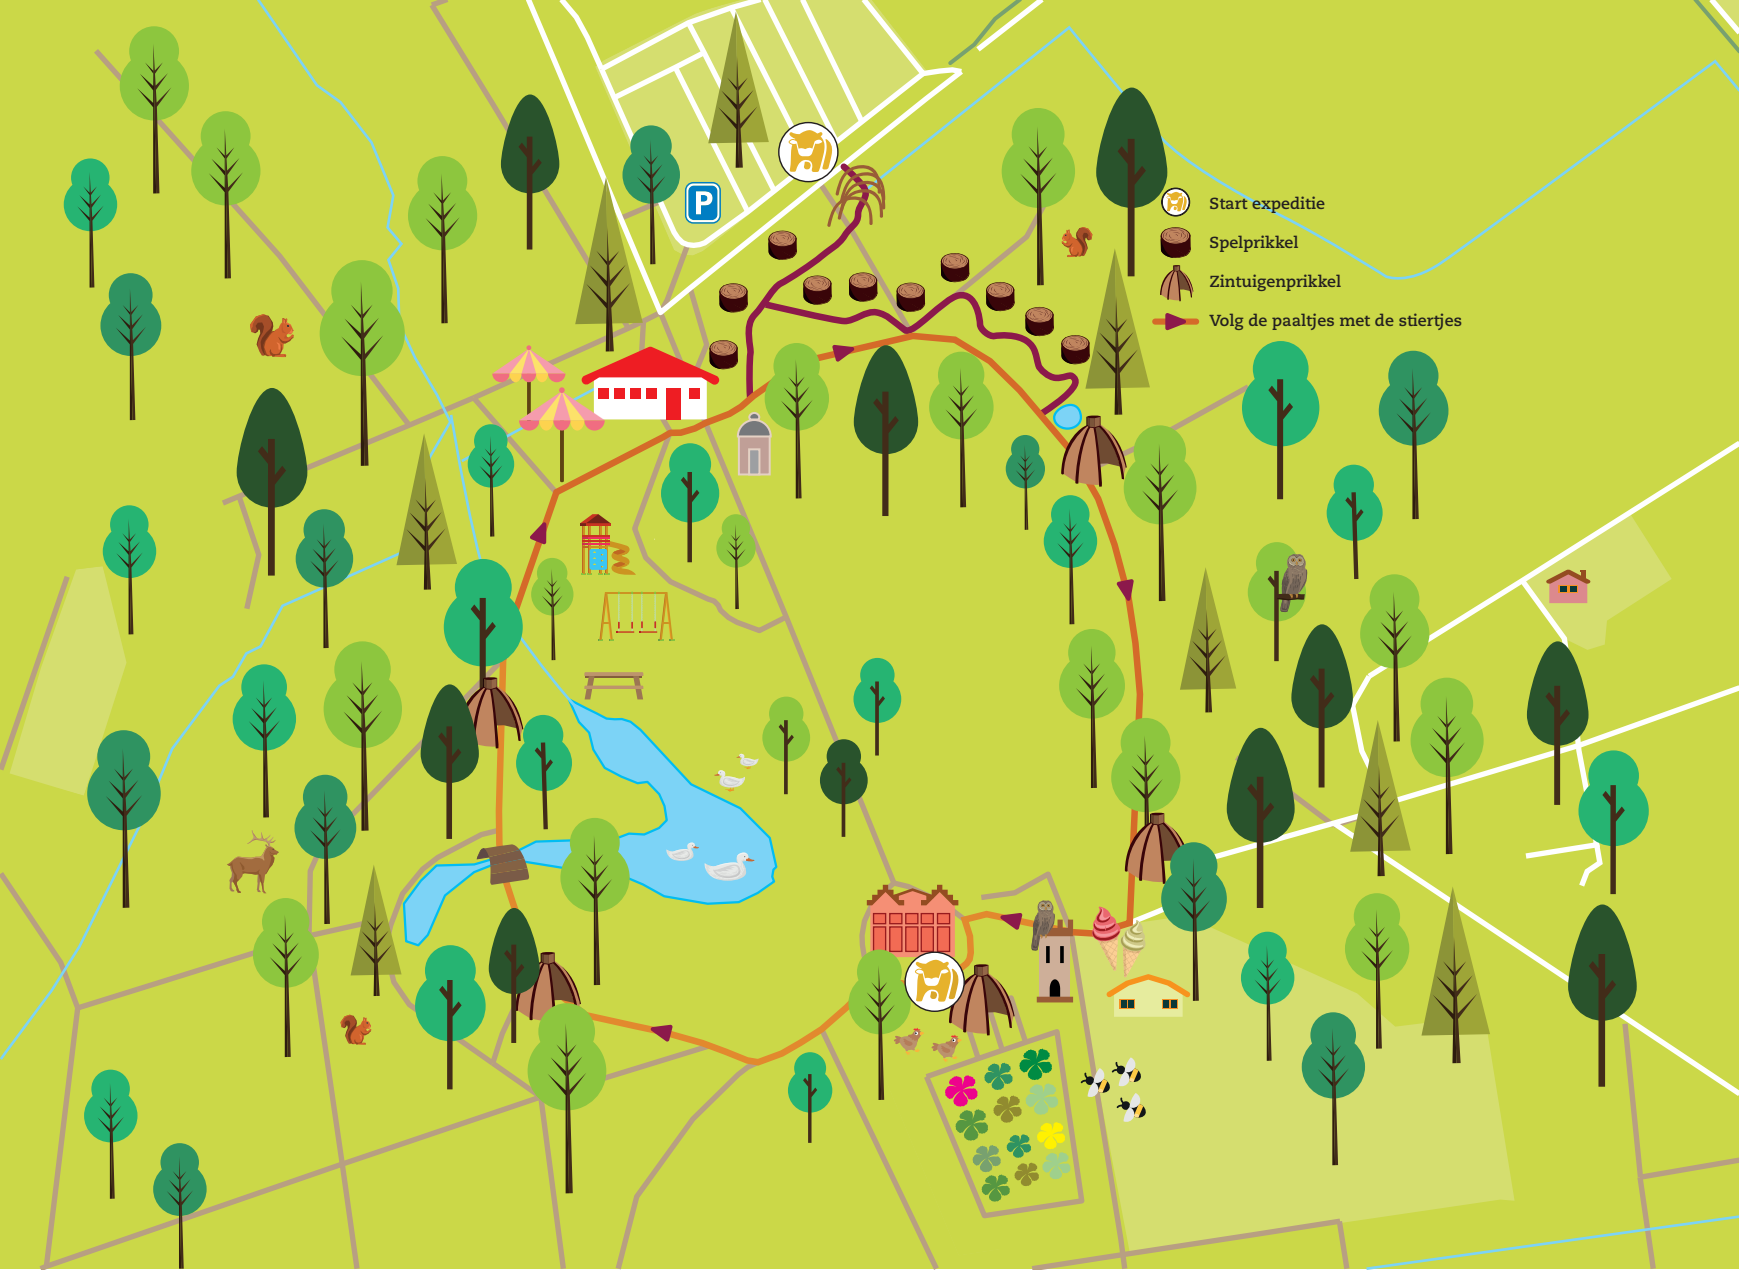 P
Start expeditie
Spelprikkel
Zintuigenprikkel
Volg de paaltjes met de stiertjes